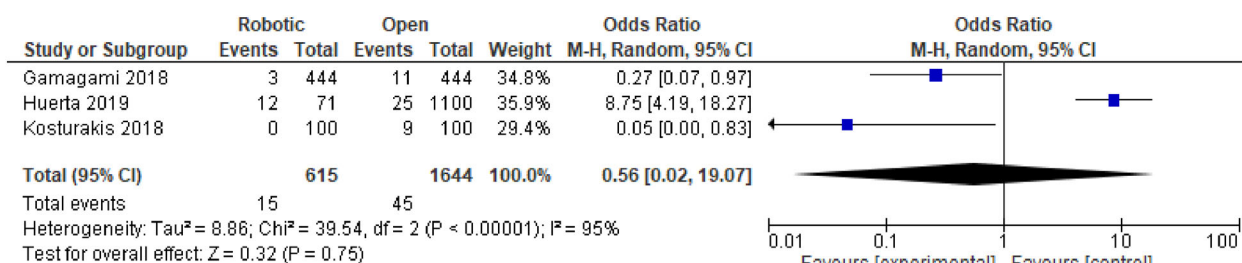 Robotic Open Odds Ratio Odds Ratio
Study or Subgroup Events Total Events Total Weight M-H, Random, 95% CI M-H, Random, 95% CI
Gamagami 2018 3 444 11 444 34.8% 0.27 [0.07, 0.97]
Huerta 2019 12 71 25 1100 35.9% 8.75 [4.19, 18.27]
Kosturakis 2018 0 100 9 100 29.4% 0.05 [0.00, 0.83]
Total (95% CI) 615 1644 100.0% 0.56 [0.02, 19.07]
Total events 15 45
Heterogeneity: Tau² = 8.86; Chi² = 39.54, df = 2 (P < 0.00001); I² = 95%
Test for overall effect: Z = 0.32 (P = 0.75)
0.01 0.1 1 10 100
Favours [experimental] Favours [control]